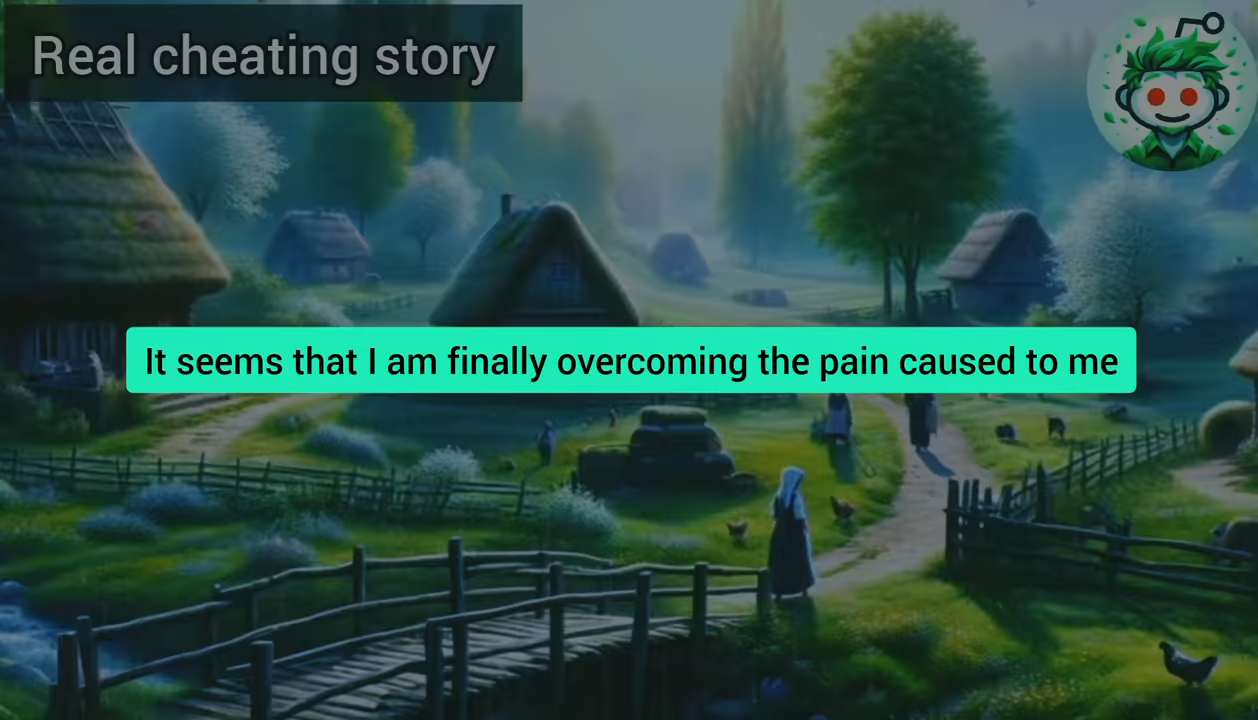 Real cheating story
It seems that I am finally overcoming the pain caused to me